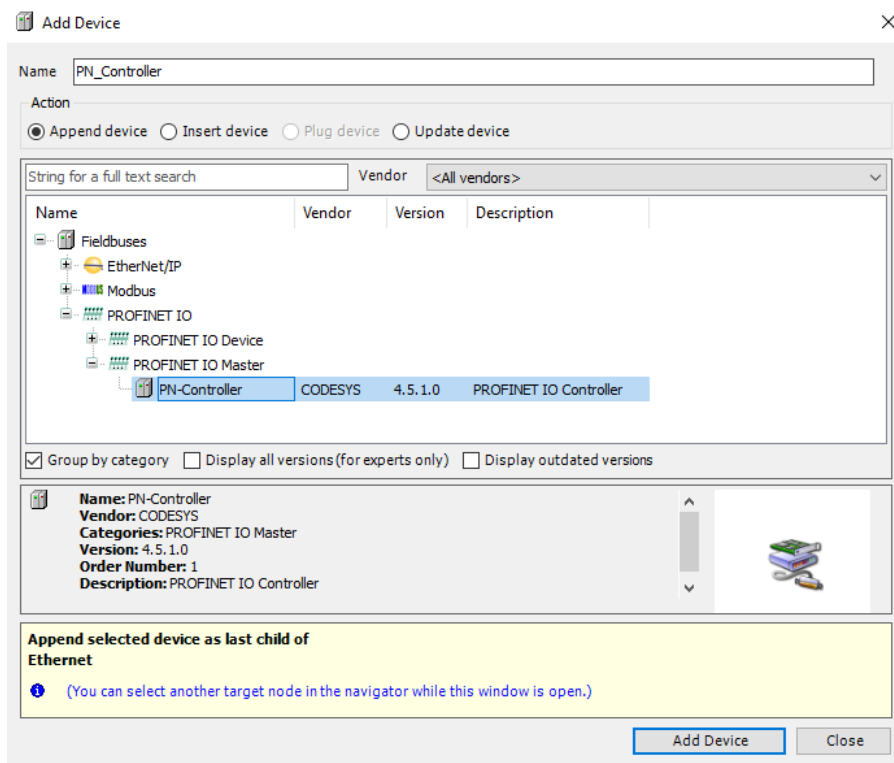 Add Device
Name PN_Controller
Action
Append device Insert device Plug device Update device
String for a full text search Vendor <All vendors>
Name Vendor Version Description
Fieldbuses
EtherNet/IP
MODBUS Modbus
PROFINET IO
PROFINET IO Device
PROFINET IO Master
PN-Controller CODESYS 4.5.1.0 PROFINET IO Controller
Group by category Display all versions (for experts only) Display outdated versions
Name: PN-Controller
Vendor: CODESYS
Categories: PROFINET IO Master
Version: 4.5.1.0
Order Number: 1
Description: PROFINET IO Controller
Append selected device as last child of
Ethernet
(You can select another target node in the navigator while this window is open.)
Add Device Close